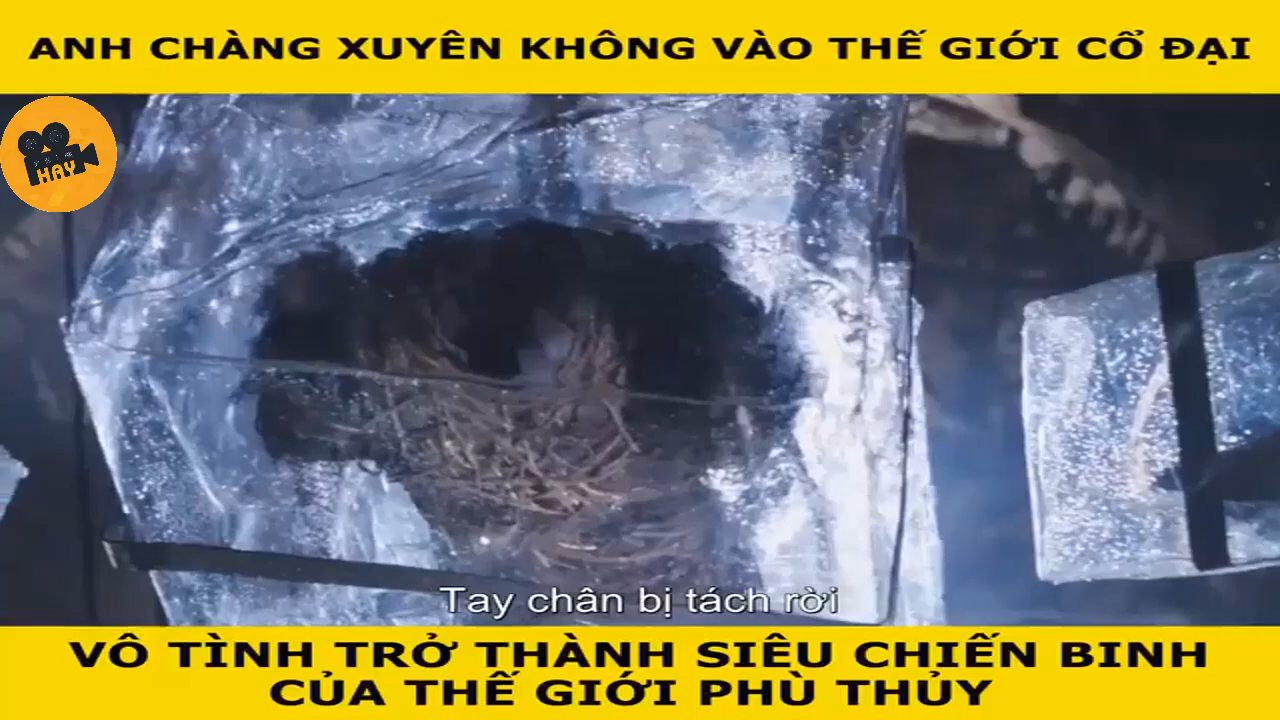 ANH CHÀNG XUYÊN KHÔNG VÀO THẾ GIỚI CỔ ĐẠI
HAY
Tay chân bị tách rời
VÔ TÌNH TRỞ THÀNH SIÊU CHIẾN BINH
CỦA THẾ GIỚI PHÙ THỦY